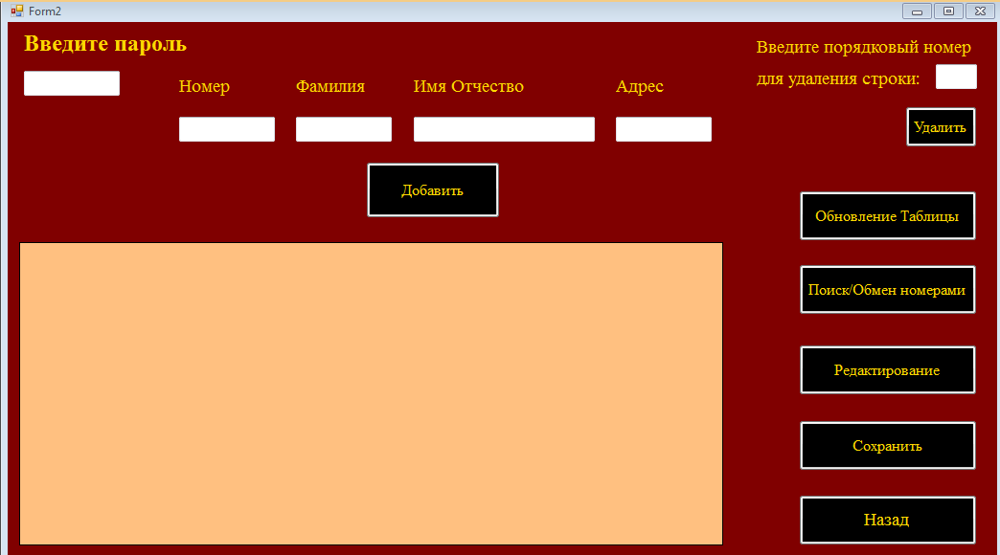 Form2
Введите пароль
Введите порядковый номер
для удаления строки:
Номер
Фамилия
Имя Отчество
Адрес
Удалить
Добавить
Обновление Таблицы
Поиск/Обмен номерами
Редактирование
Сохранить
Назад